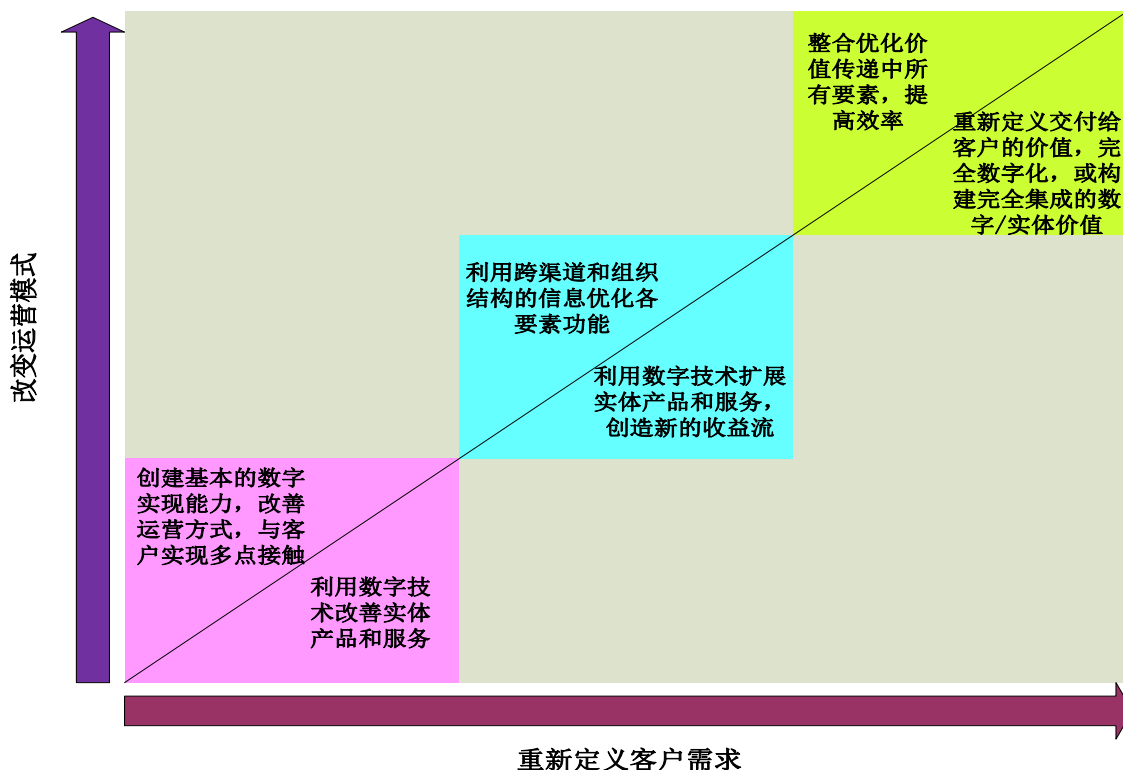 整合优化价
值传递中所
有要素，提
高效率
重新定义交付给
客户的价值，完
全数字化，或构
建完全集成的数
字/实体价值
利用跨渠道和组织
结构的信息优化各
要素功能
利用数字技术扩展
实体产品和服务，
创造新的收益流
创建基本的数字
实现能力，改善
运营方式，与客
户实现多点接触
利用数字技
术改善实体
产品和服务
改变运营模式
重新定义客户需求